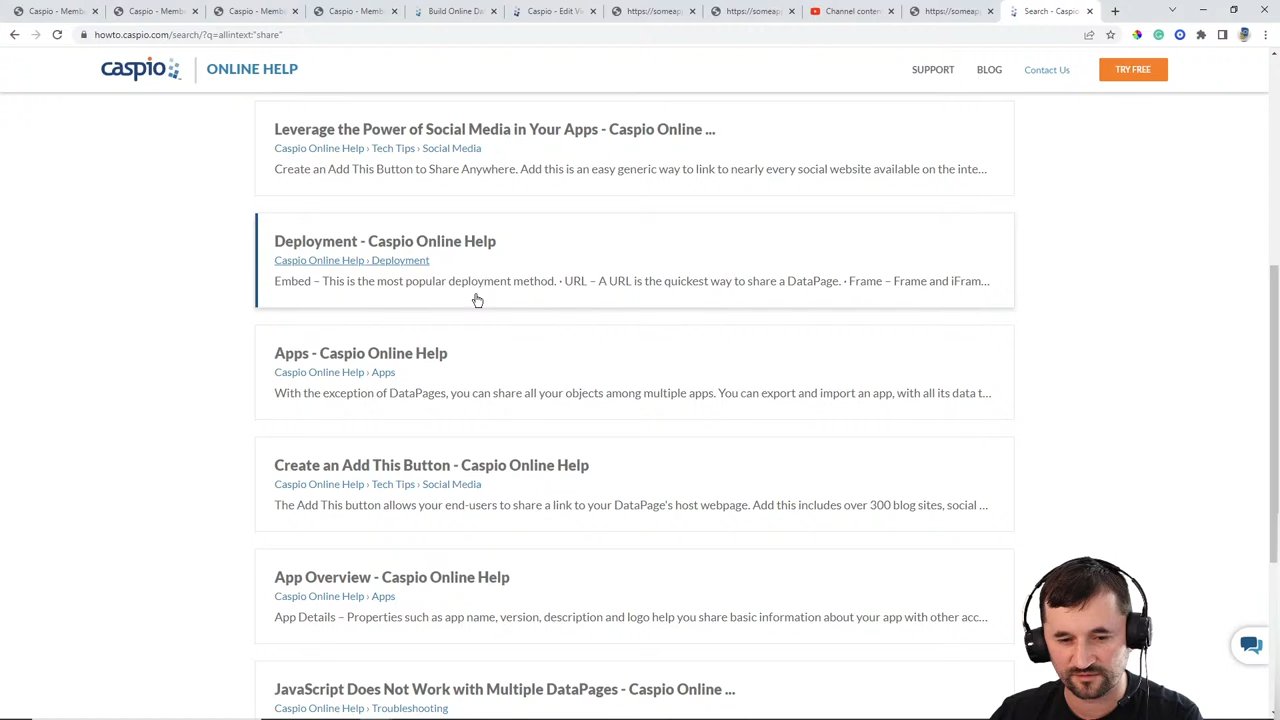 Caspio - Memb
Caspio - Membe
Caspio - Membe
Caspio - Membe
Build Online Da
Caspio - Edit Vi
https://someap
https://someap
Channel conten
https://someap
Search - Caspio
howto.caspio.com/search/?q=allintext:"share"
caspio
ONLINE HELP
SUPPORT
BLOG
Contact Us
TRY FREE
Leverage the Power of Social Media in Your Apps - Caspio Online ...
Caspio Online Help › Tech Tips › Social Media
Create an Add This Button to Share Anywhere. Add this is an easy generic way to link to nearly every social website available on the inte...
Deployment - Caspio Online Help
Caspio Online Help › Deployment
Embed – This is the most popular deployment method. · URL – A URL is the quickest way to share a DataPage. · Frame – Frame and iFram...
Apps - Caspio Online Help
Caspio Online Help › Apps
With the exception of DataPages, you can share all your objects among multiple apps. You can export and import an app, with all its data t...
Create an Add This Button - Caspio Online Help
Caspio Online Help › Tech Tips › Social Media
The Add This button allows your end-users to share a link to your DataPage's host webpage. Add this includes over 300 blog sites, social ...
App Overview - Caspio Online Help
Caspio Online Help › Apps
App Details – Properties such as app name, version, description and logo help you share basic information about your app with other acc...
JavaScript Does Not Work with Multiple DataPages - Caspio Online ...
Caspio Online Help › Troubleshooting